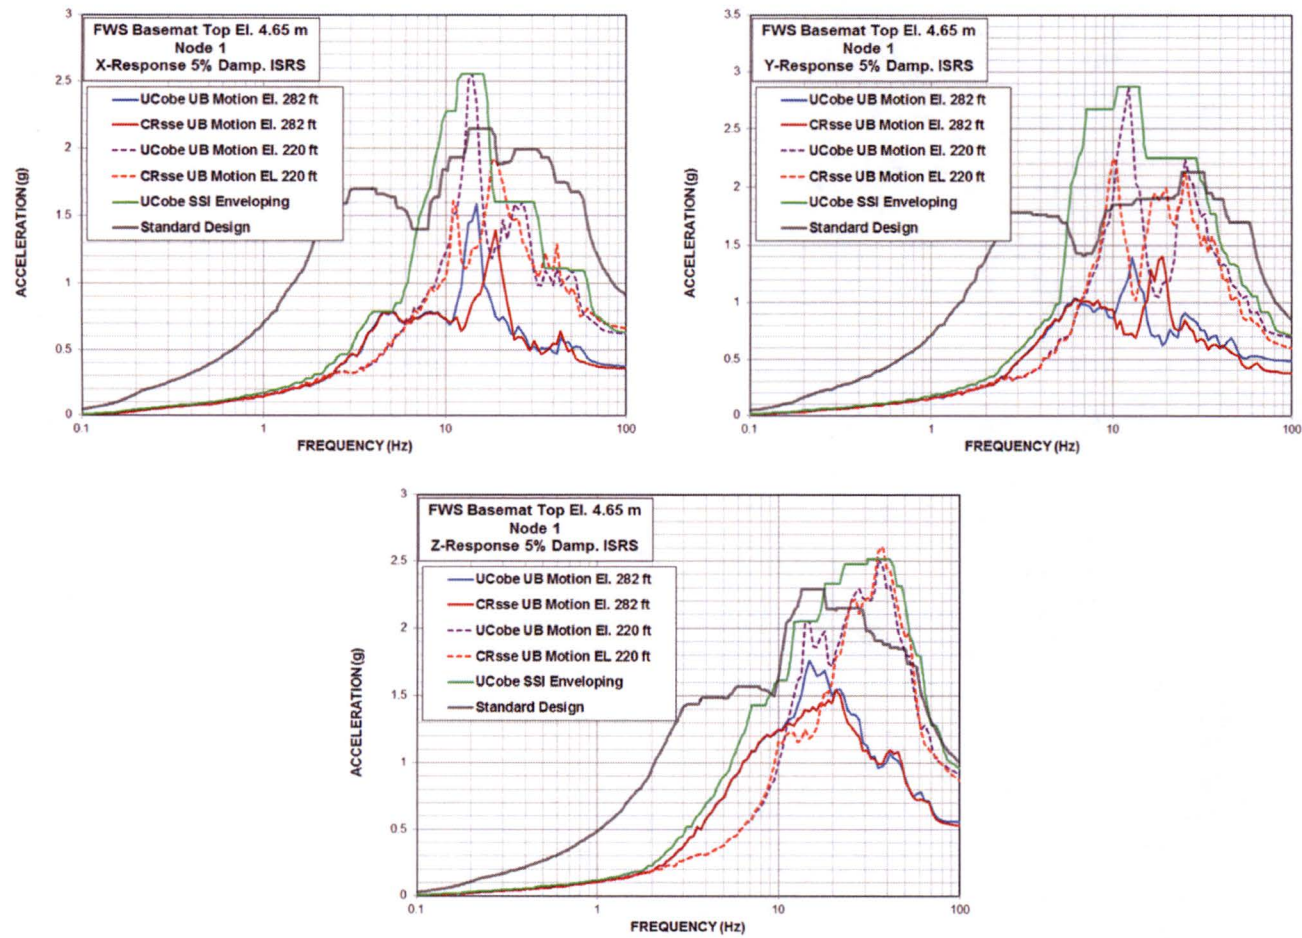 FWS Basemat Top El. 4.65 m
Node 1
X-Response 5% Damp. ISRS
UCobe UB Motion El. 282 ft
CRsse UB Motion El. 282 ft
UCobe UB Motion El. 220 ft
CRsse UB Motion EL 220 ft
UCobe SSI Enveloping
Standard Design
ACCELERATION(g)
3
2.5
2
1.5
1
0.5
0
0.1
1
10
100
FREQUENCY (Hz)
FWS Basemat Top El. 4.65 m
Node 1
Y-Response 5% Damp. ISRS
UCobe UB Motion El. 282 ft
CRsse UB Motion El. 282 ft
UCobe UB Motion El. 220 ft
CRsse UB Motion EL 220 ft
UCobe SSI Enveloping
Standard Design
ACCELERATION(g)
3.5
3
2.5
2
1.5
1
0.5
0
0.1
1
10
100
FREQUENCY (Hz)
FWS Basemat Top El. 4.65 m
Node 1
Z-Response 5% Damp. ISRS
UCobe UB Motion El. 282 ft
CRsse UB Motion El. 282 ft
UCobe UB Motion El. 220 ft
CRsse UB Motion EL 220 ft
UCobe SSI Enveloping
Standard Design
ACCELERATION(g)
3
2.5
2
1.5
1
0.5
0
0.1
1
10
100
FREQUENCY (Hz)